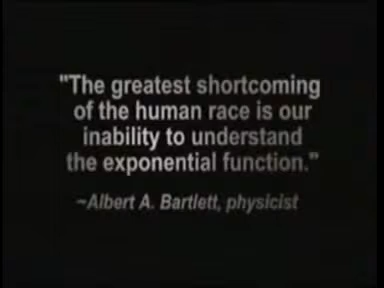 "The greatest shortcoming
of the human race is our
inability to understand
the exponential function."
~Albert A. Bartlett, physicist